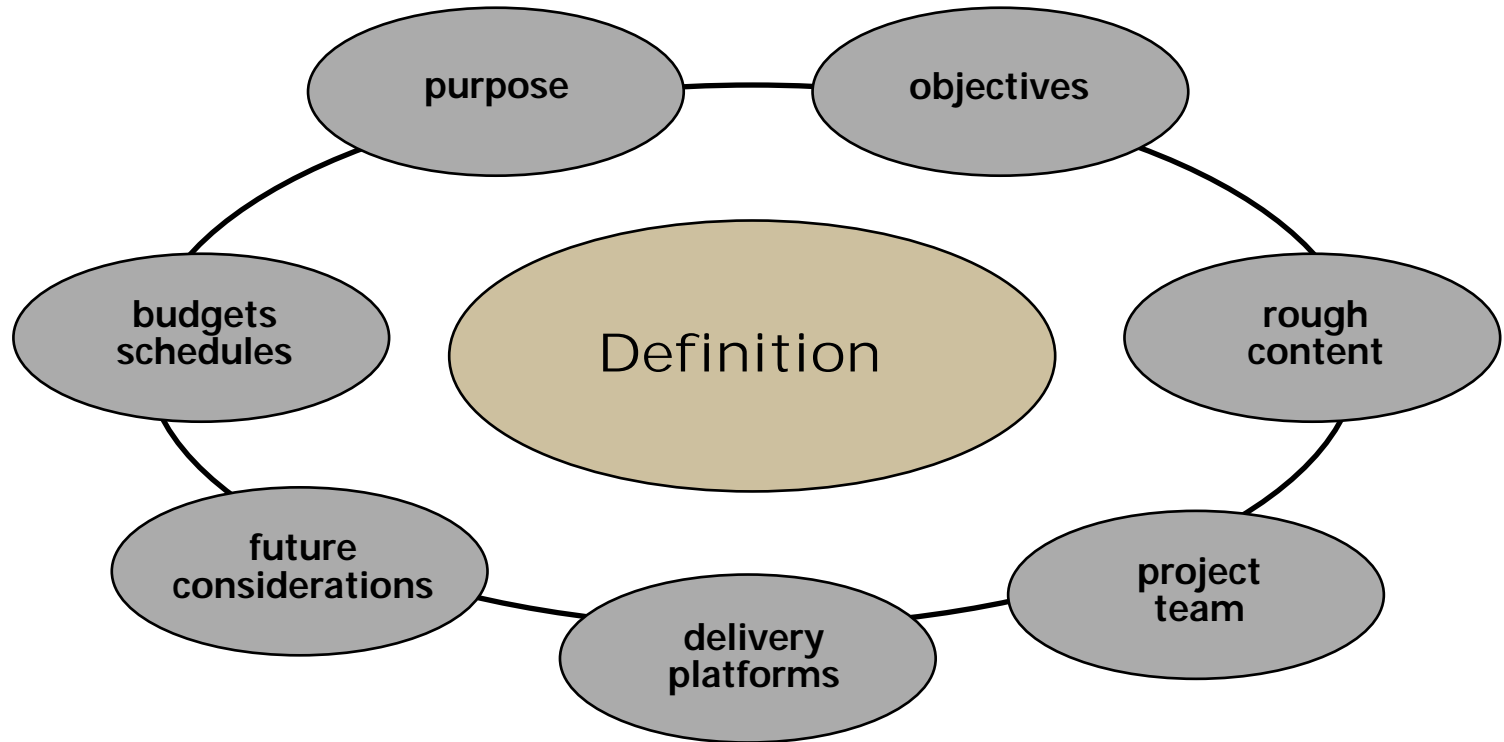 purpose
objectives
budgets
schedules
Definition
rough
content
future
considerations
project
team
delivery
platforms